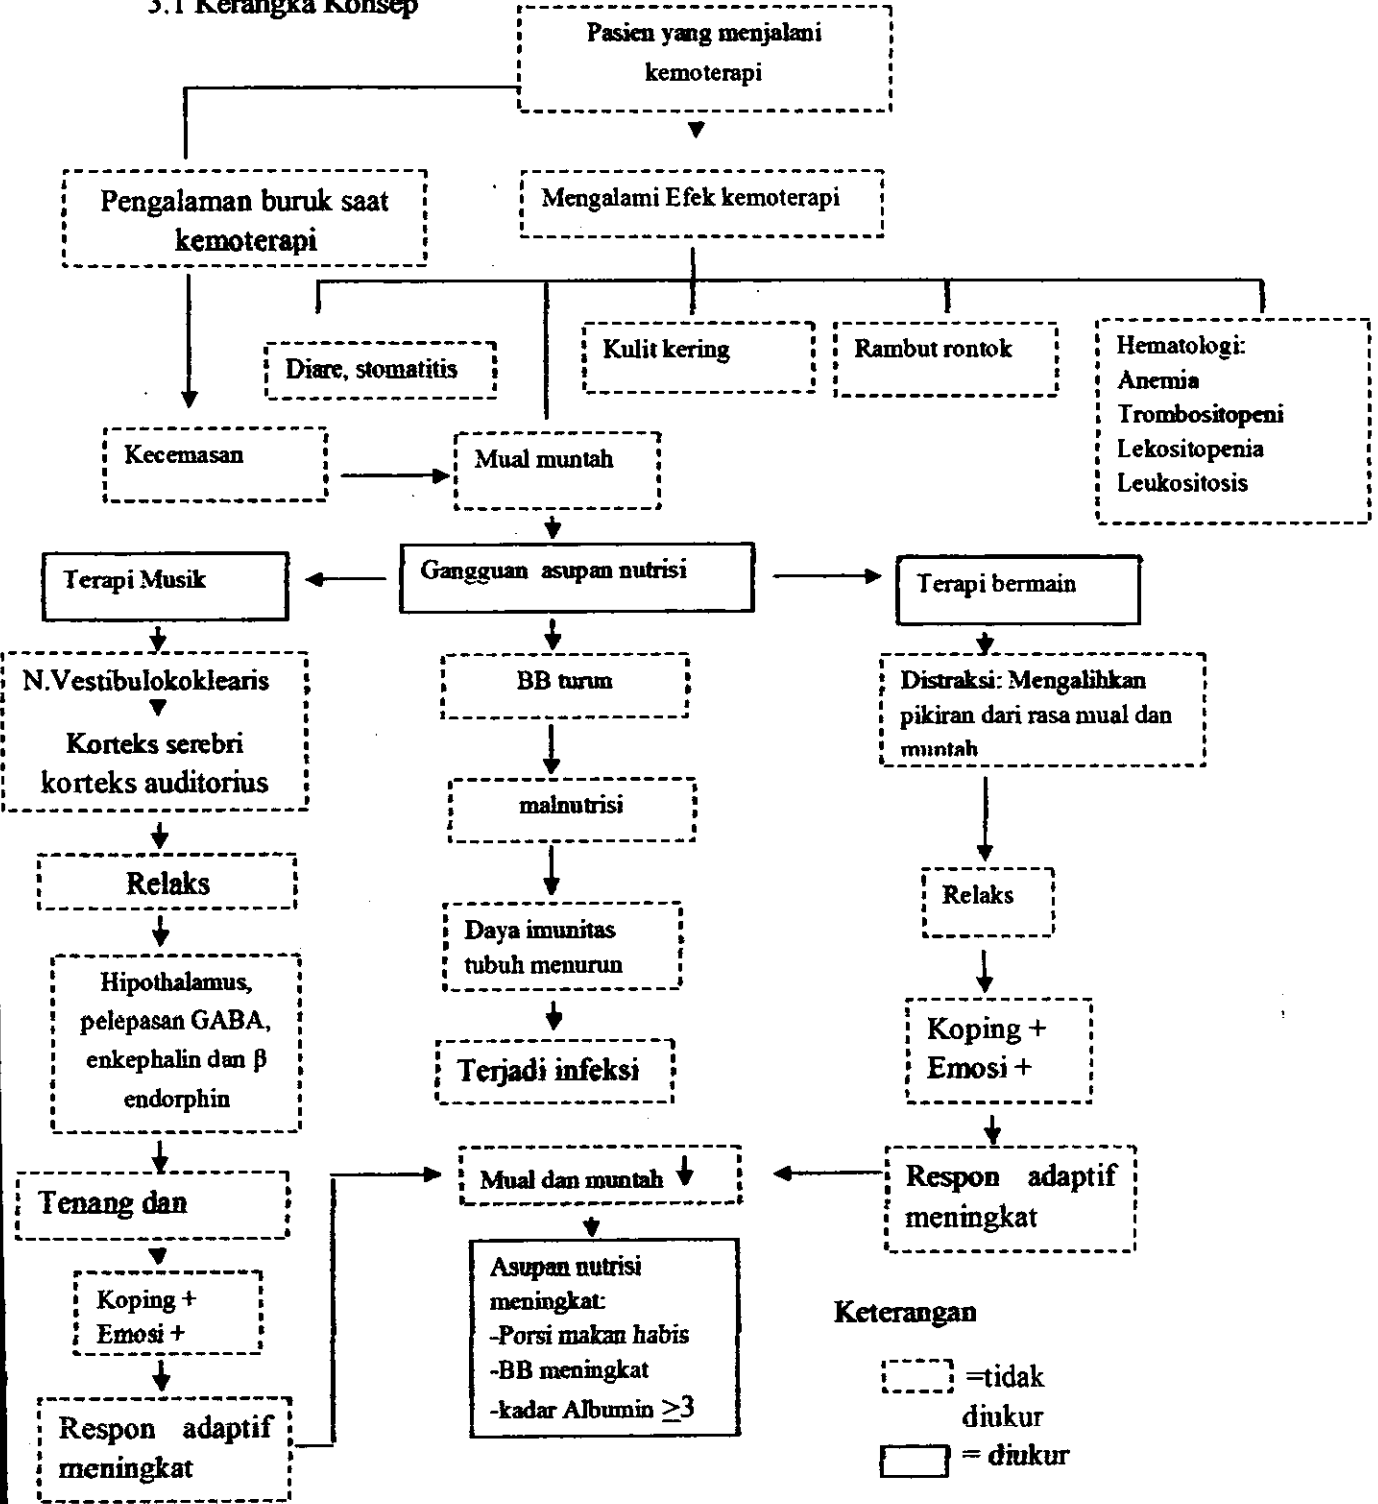 3.1 Kerangka Konsep
Pasien yang menjalani
kemoterapi
Pengalaman buruk saat
kemoterapi
Mengalami Efek kemoterapi
Diare, stomatitis
Kulit kering
Rambut rontok
Hematologi:
Anemia
Trombositopeni
Lekositopenia
Leukositosis
Kecemasan
Mual muntah
Terapi Musik
Gangguan asupan nutrisi
Terapi bermain
N.Vestibulokoklearis
Korteks serebri
korteks auditorius
BB turun
Distraksi: Mengalihkan
pikiran dari rasa mual dan
muntah
malnutrisi
Relaks
Daya imunitas
tubuh menurun
Relaks
Hipothalamus,
pelepasan GABA,
enkephalin dan β
endorphin
Terjadi infeksi
Koping +
Emosi +
Tenang dan
Mual dan muntah
Respon adaptif
meningkat
Koping +
Emosi +
Asupan nutrisi
meningkat:
-Porsi makan habis
-BB meningkat
-kadar Albumin ≥3
Respon adaptif
meningkat
Keterangan
=tidak
diukur
= diukur